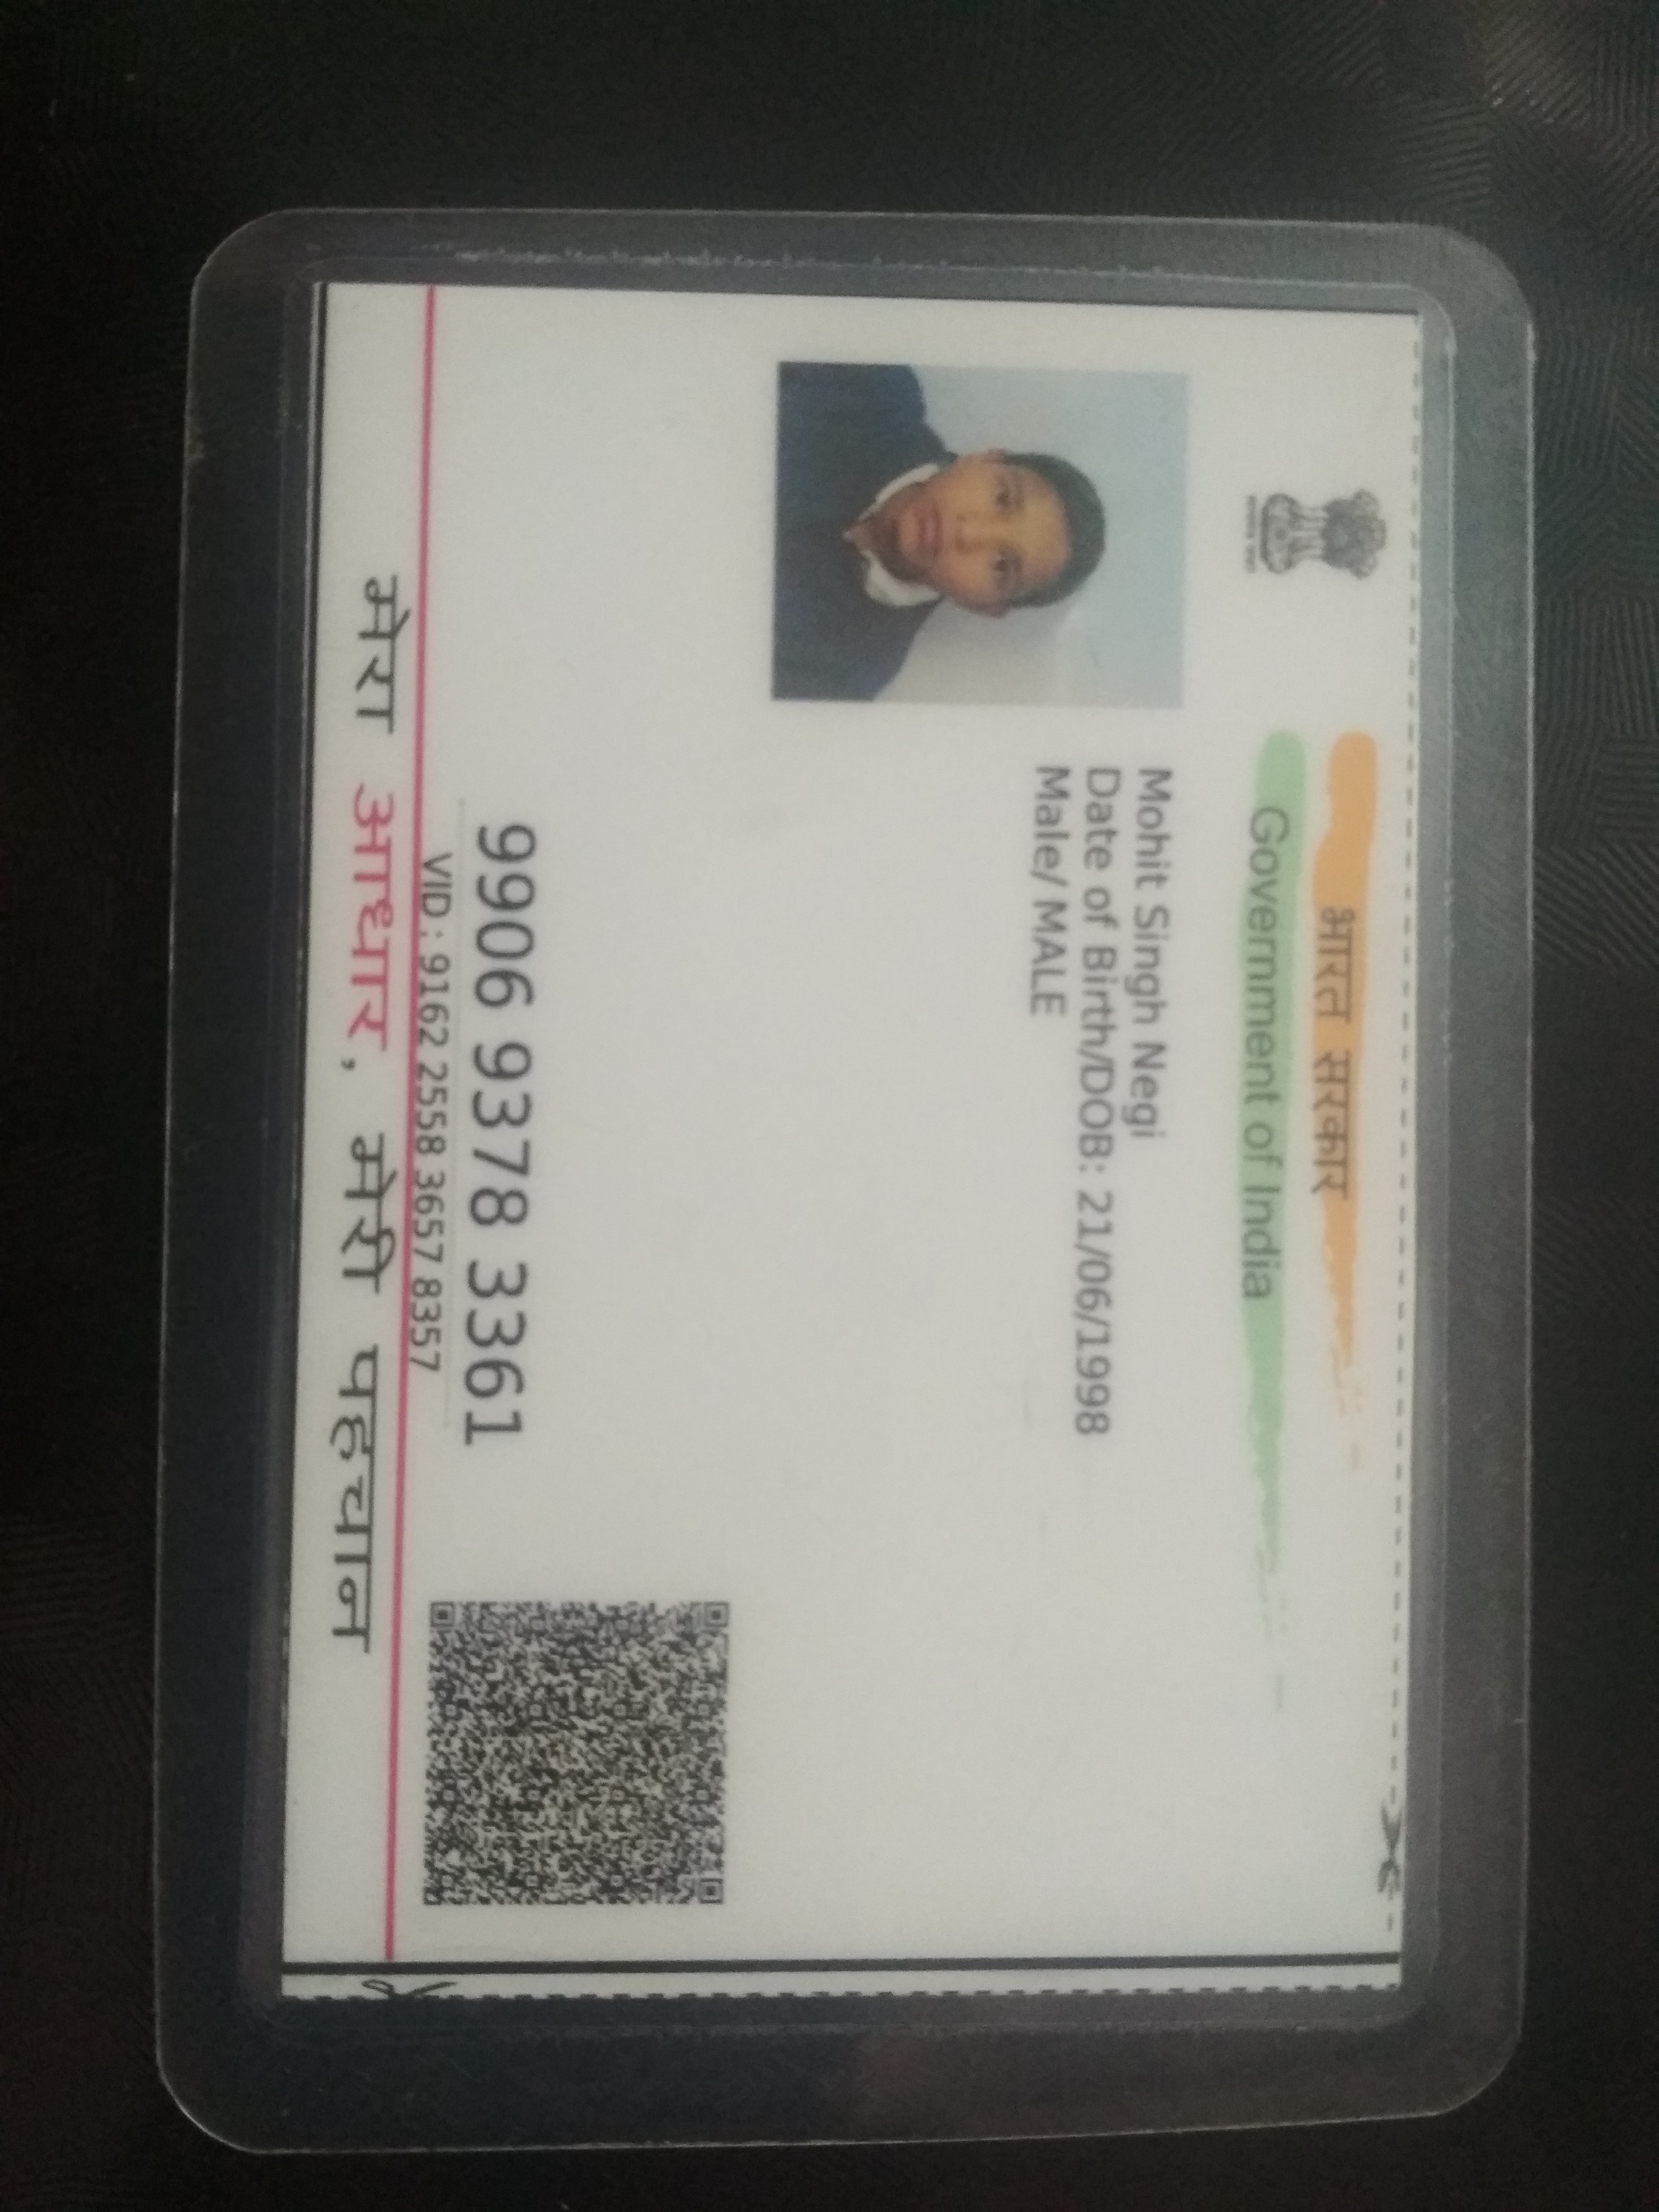 भारत सरकार
Government of India
Mohit Singh Negi
Date of Birth/DOB: 21/06/1998
Male/ MALE
9906 9378 3361
VID : 9162 2558 3657 8357
मेरा आधार, मेरी पहचान